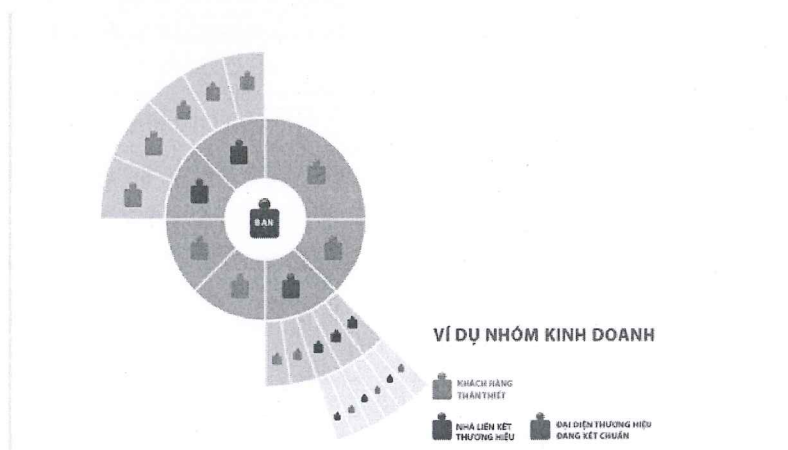 BẠN
VÍ DỤ NHÓM KINH DOANH
KHÁCH HÀNG
THÂN THIẾT
NHÀ LIÊN KẾT
THƯƠNG HIỆU
ĐẠI DIỆN THƯƠNG HIỆU
ĐANG KẾT CHUẨN